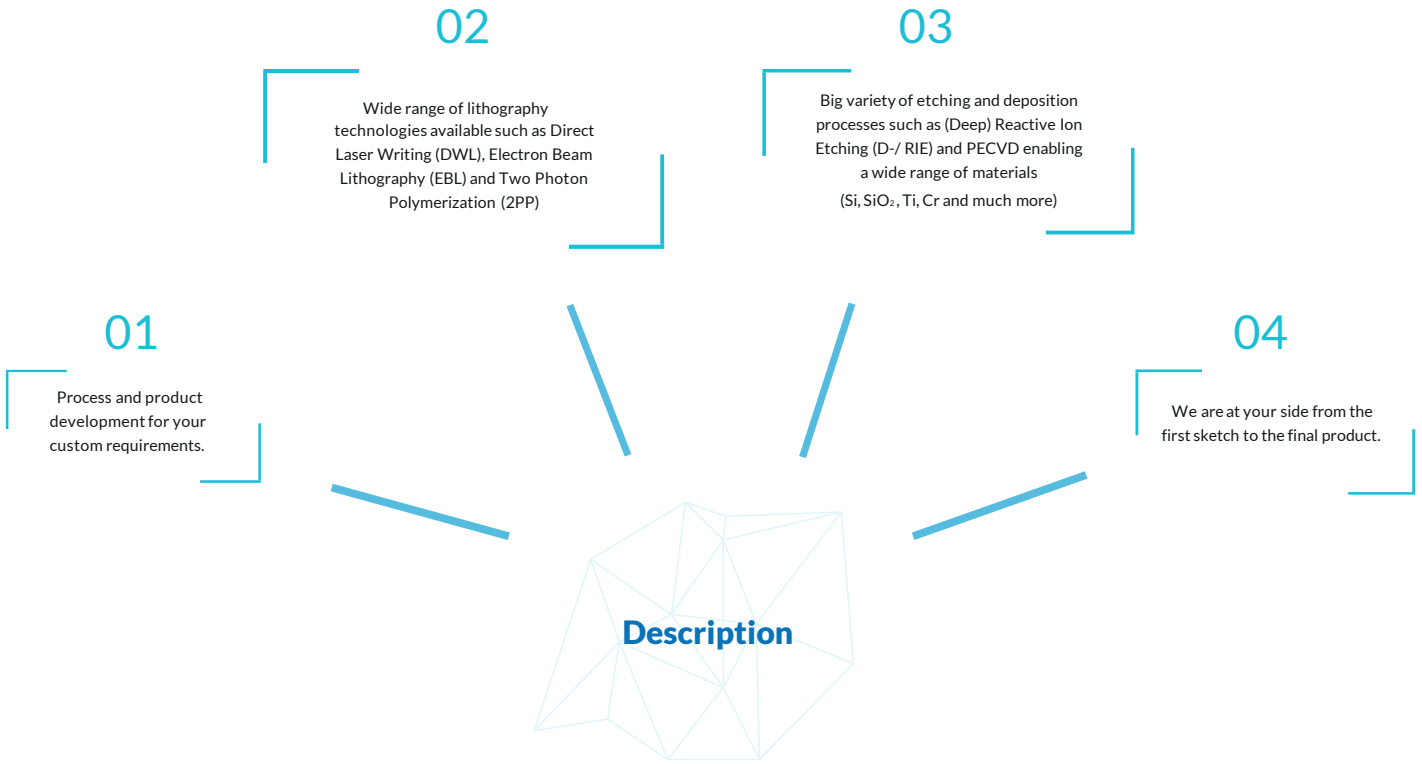 01
Process and product
development for your
custom requirements.
02
Wide range of lithography
technologies available such as Direct
Laser Writing (DWL), Electron Beam
Lithography (EBL) and Two Photon
Polymerization (2PP)
03
Big variety of etching and deposition
processes such as (Deep) Reactive Ion
Etching (D-/ RIE) and PECVD enabling
a wide range of materials
(Si, SiO₂, Ti, Cr and much more)
04
We are at your side from the
first sketch to the final product.
Description